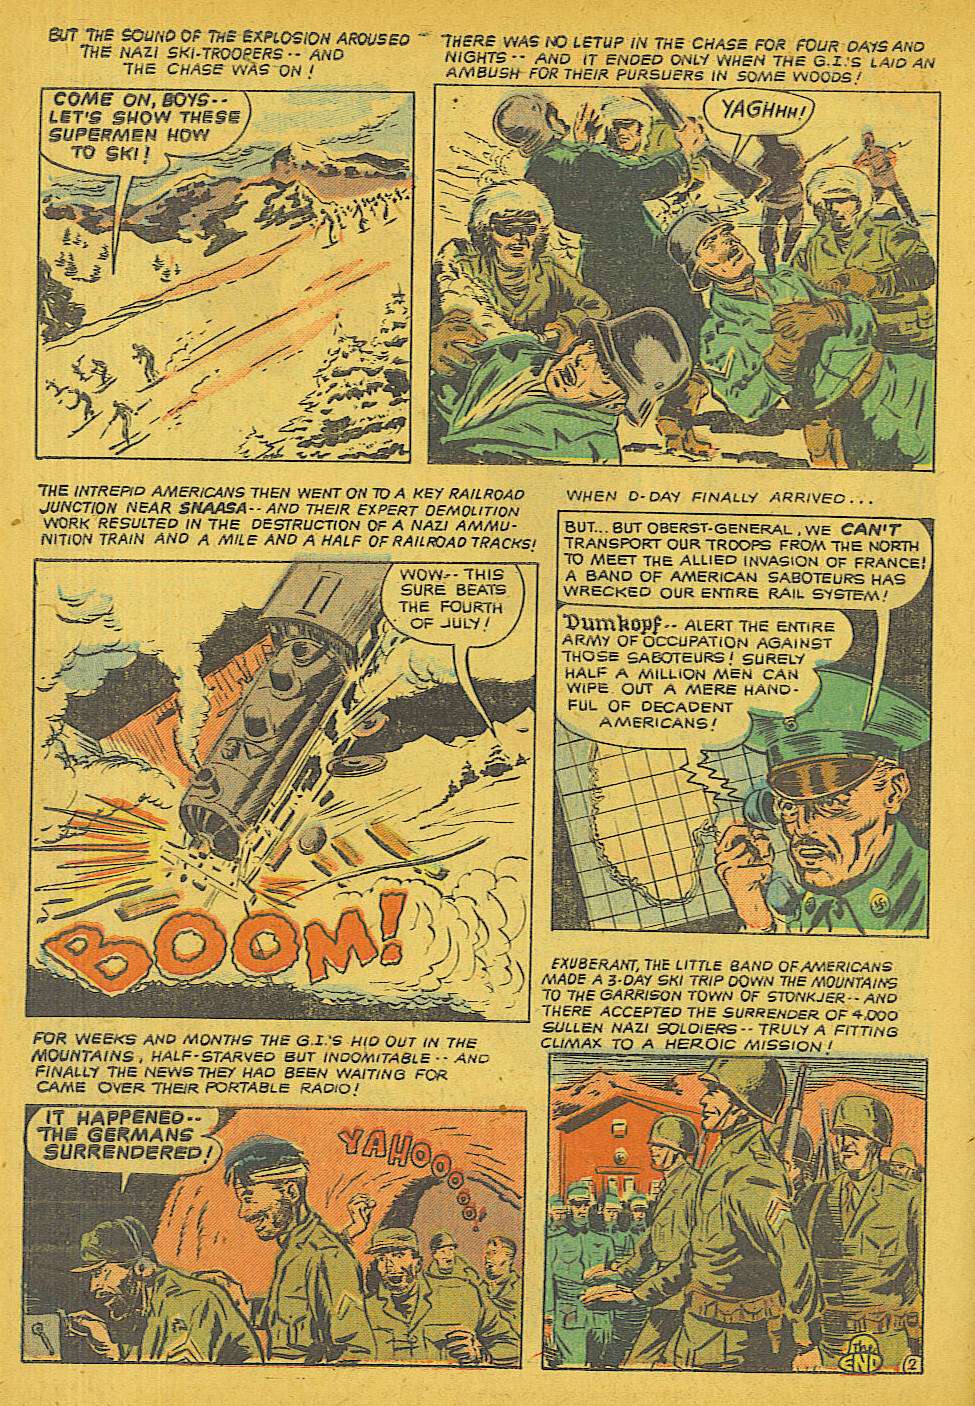 BUT THE SOUND OF THE EXPLOSION AROUSED
THE NAZI SKI-TROOPERS -- AND
THE CHASE WAS ON!
COME ON, BOYS--
LET'S SHOW THESE
SUPERMEN HOW
TO SKI!
THERE WAS NO LETUP IN THE CHASE FOR FOUR DAYS AND
NIGHTS -- AND IT ENDED ONLY WHEN THE G.I.'S LAID AN
AMBUSH FOR THEIR PURSUERS IN SOME WOODS!
YAGHHH!
THE INTREPID AMERICANS THEN WENT ON TO A KEY RAILROAD
JUNCTION NEAR SNAASA -- AND THEIR EXPERT DEMOLITION
WORK RESULTED IN THE DESTRUCTION OF A NAZI AMMU-
NITION TRAIN AND A MILE AND A HALF OF RAILROAD TRACKS!
WOW-- THIS
SURE BEATS
THE FOURTH
OF JULY!
BOOM!
WHEN D-DAY FINALLY ARRIVED...
BUT... BUT OBERST-GENERAL, WE CAN'T
TRANSPORT OUR TROOPS FROM THE NORTH
TO MEET THE ALLIED INVASION OF FRANCE!
A BAND OF AMERICAN SABOTEURS HAS
WRECKED OUR ENTIRE RAIL SYSTEM!
Dumkopf -- ALERT THE ENTIRE
ARMY OF OCCUPATION AGAINST
THOSE SABOTEURS! SURELY
HALF A MILLION MEN CAN
WIPE OUT A MERE HAND-
FUL OF DECADENT
AMERICANS!
FOR WEEKS AND MONTHS THE G.I.'S HID OUT IN THE
MOUNTAINS, HALF-STARVED BUT INDOMITABLE -- AND
FINALLY THE NEWS THEY HAD BEEN WAITING FOR
CAME OVER THEIR PORTABLE RADIO!
IT HAPPENED--
THE GERMANS
SURRENDERED!
YAHOOOOOO!
EXUBERANT, THE LITTLE BAND OF AMERICANS
MADE A 3-DAY SKI TRIP DOWN THE MOUNTAINS
TO THE GARRISON TOWN OF STONKJER -- AND
THERE ACCEPTED THE SURRENDER OF 4,000
SULLEN NAZI SOLDIERS -- TRULY A FITTING
CLIMAX TO A HEROIC MISSION!
The
END
2